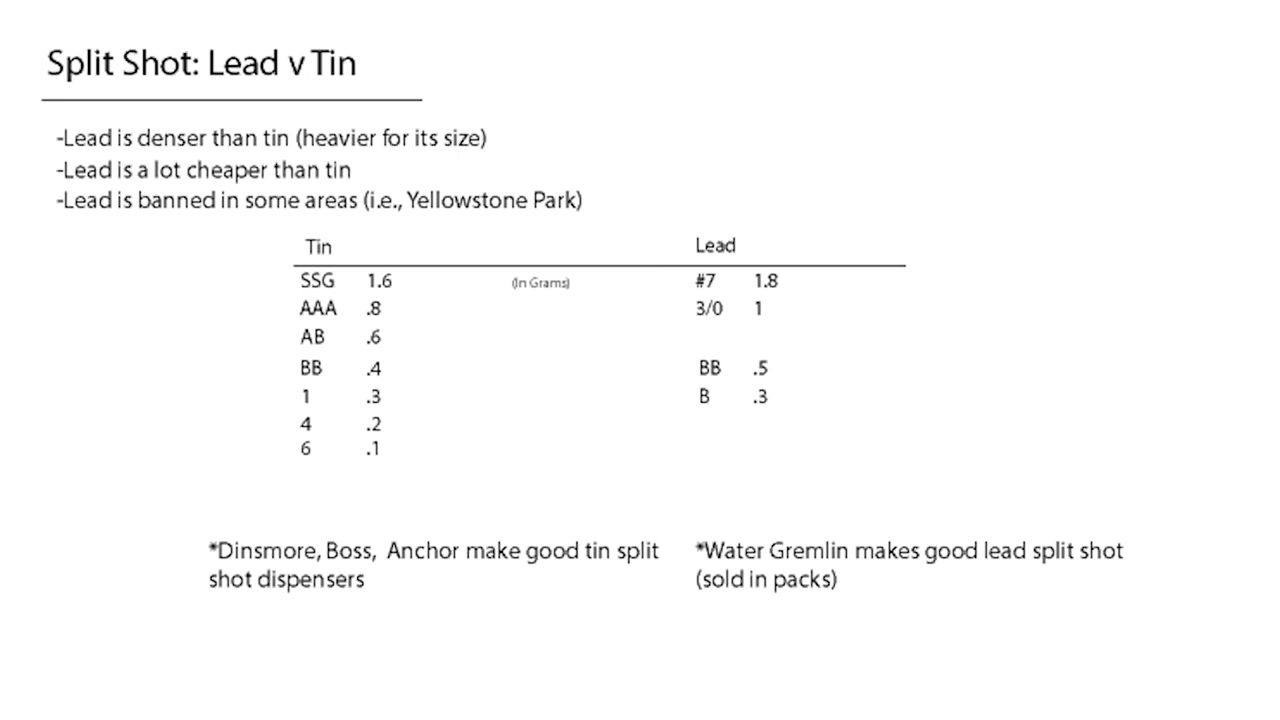 Split Shot: Lead v Tin
-Lead is denser than tin (heavier for its size)
-Lead is a lot cheaper than tin
-Lead is banned in some areas (i.e., Yellowstone Park)
Tin Lead
SSG 1.6 (In Grams) #7 1.8
AAA .8 3/0 1
AB .6
BB .4 BB .5
1 .3 B .3
4 .2
6 .1
*Dinsmore, Boss, Anchor make good tin split
shot dispensers
*Water Gremlin makes good lead split shot
(sold in packs)